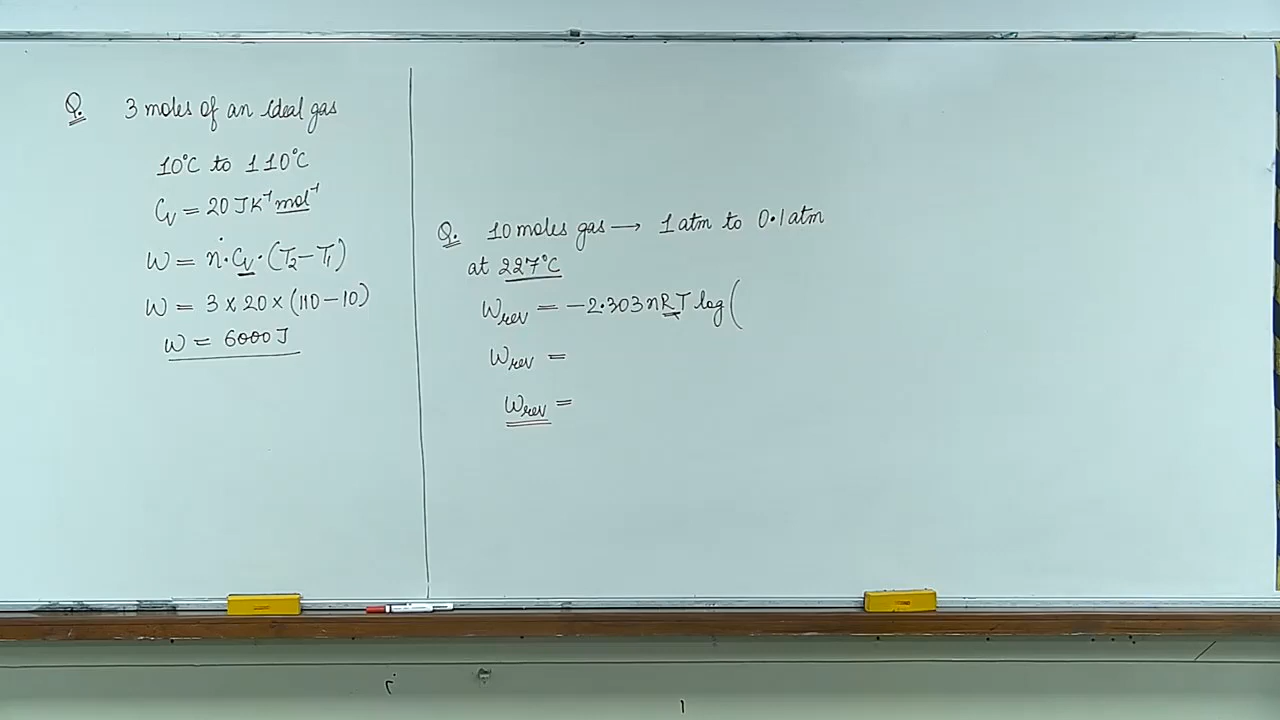 Q. 3 moles of an ideal gas
10°C to 110°C
Cv = 20 JK⁻¹ mol⁻¹
W = n·Cv·(T₂−T₁)
W = 3 × 20 × (110−10)
W = 6000 J
Q. 10 moles gas → 1 atm to 0.1 atm
at 227°C
Wrev = −2.303 nRT log (
Wrev =
Wrev =